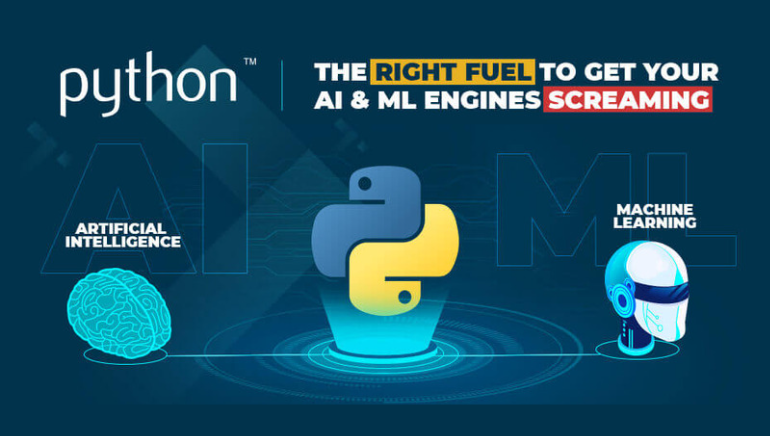 python™
THE RIGHT FUEL TO GET YOUR
AI & ML ENGINES SCREAMING
AI
ML
ARTIFICIAL
INTELLIGENCE
MACHINE
LEARNING